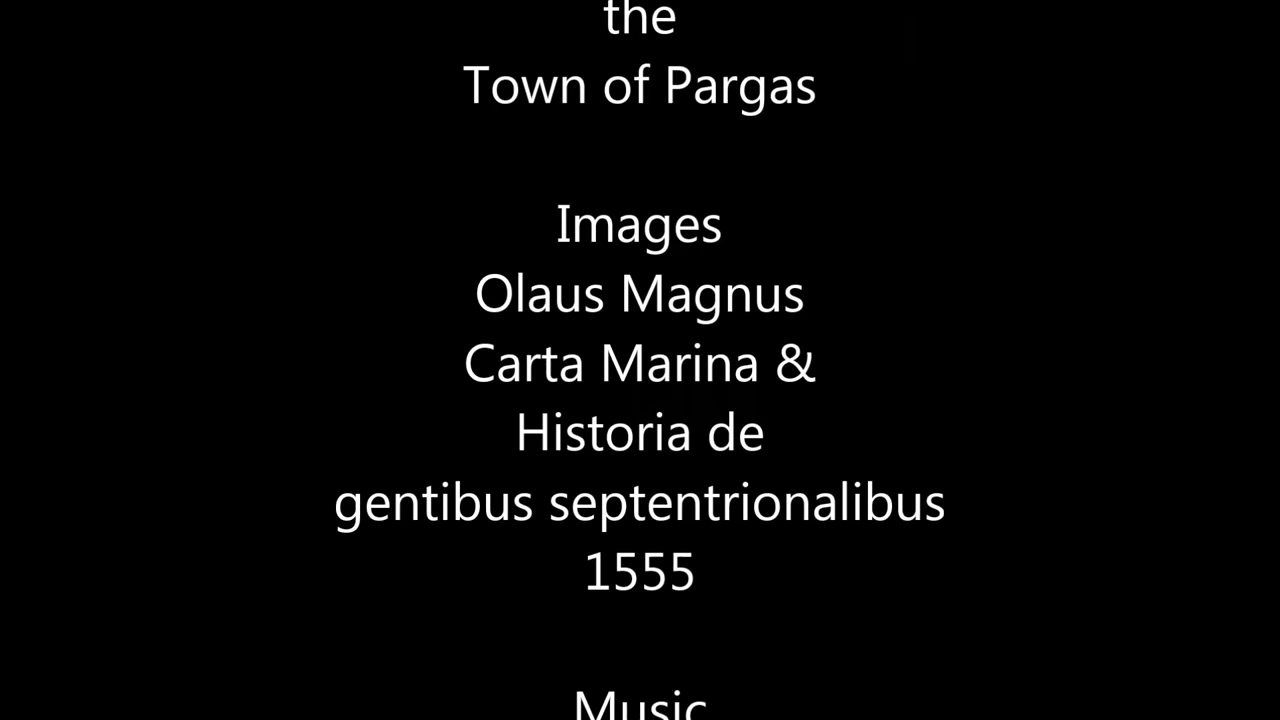 the
Town of Pargas
Images
Olaus Magnus
Carta Marina &
Historia de
gentibus septentrionalibus
1555
Music